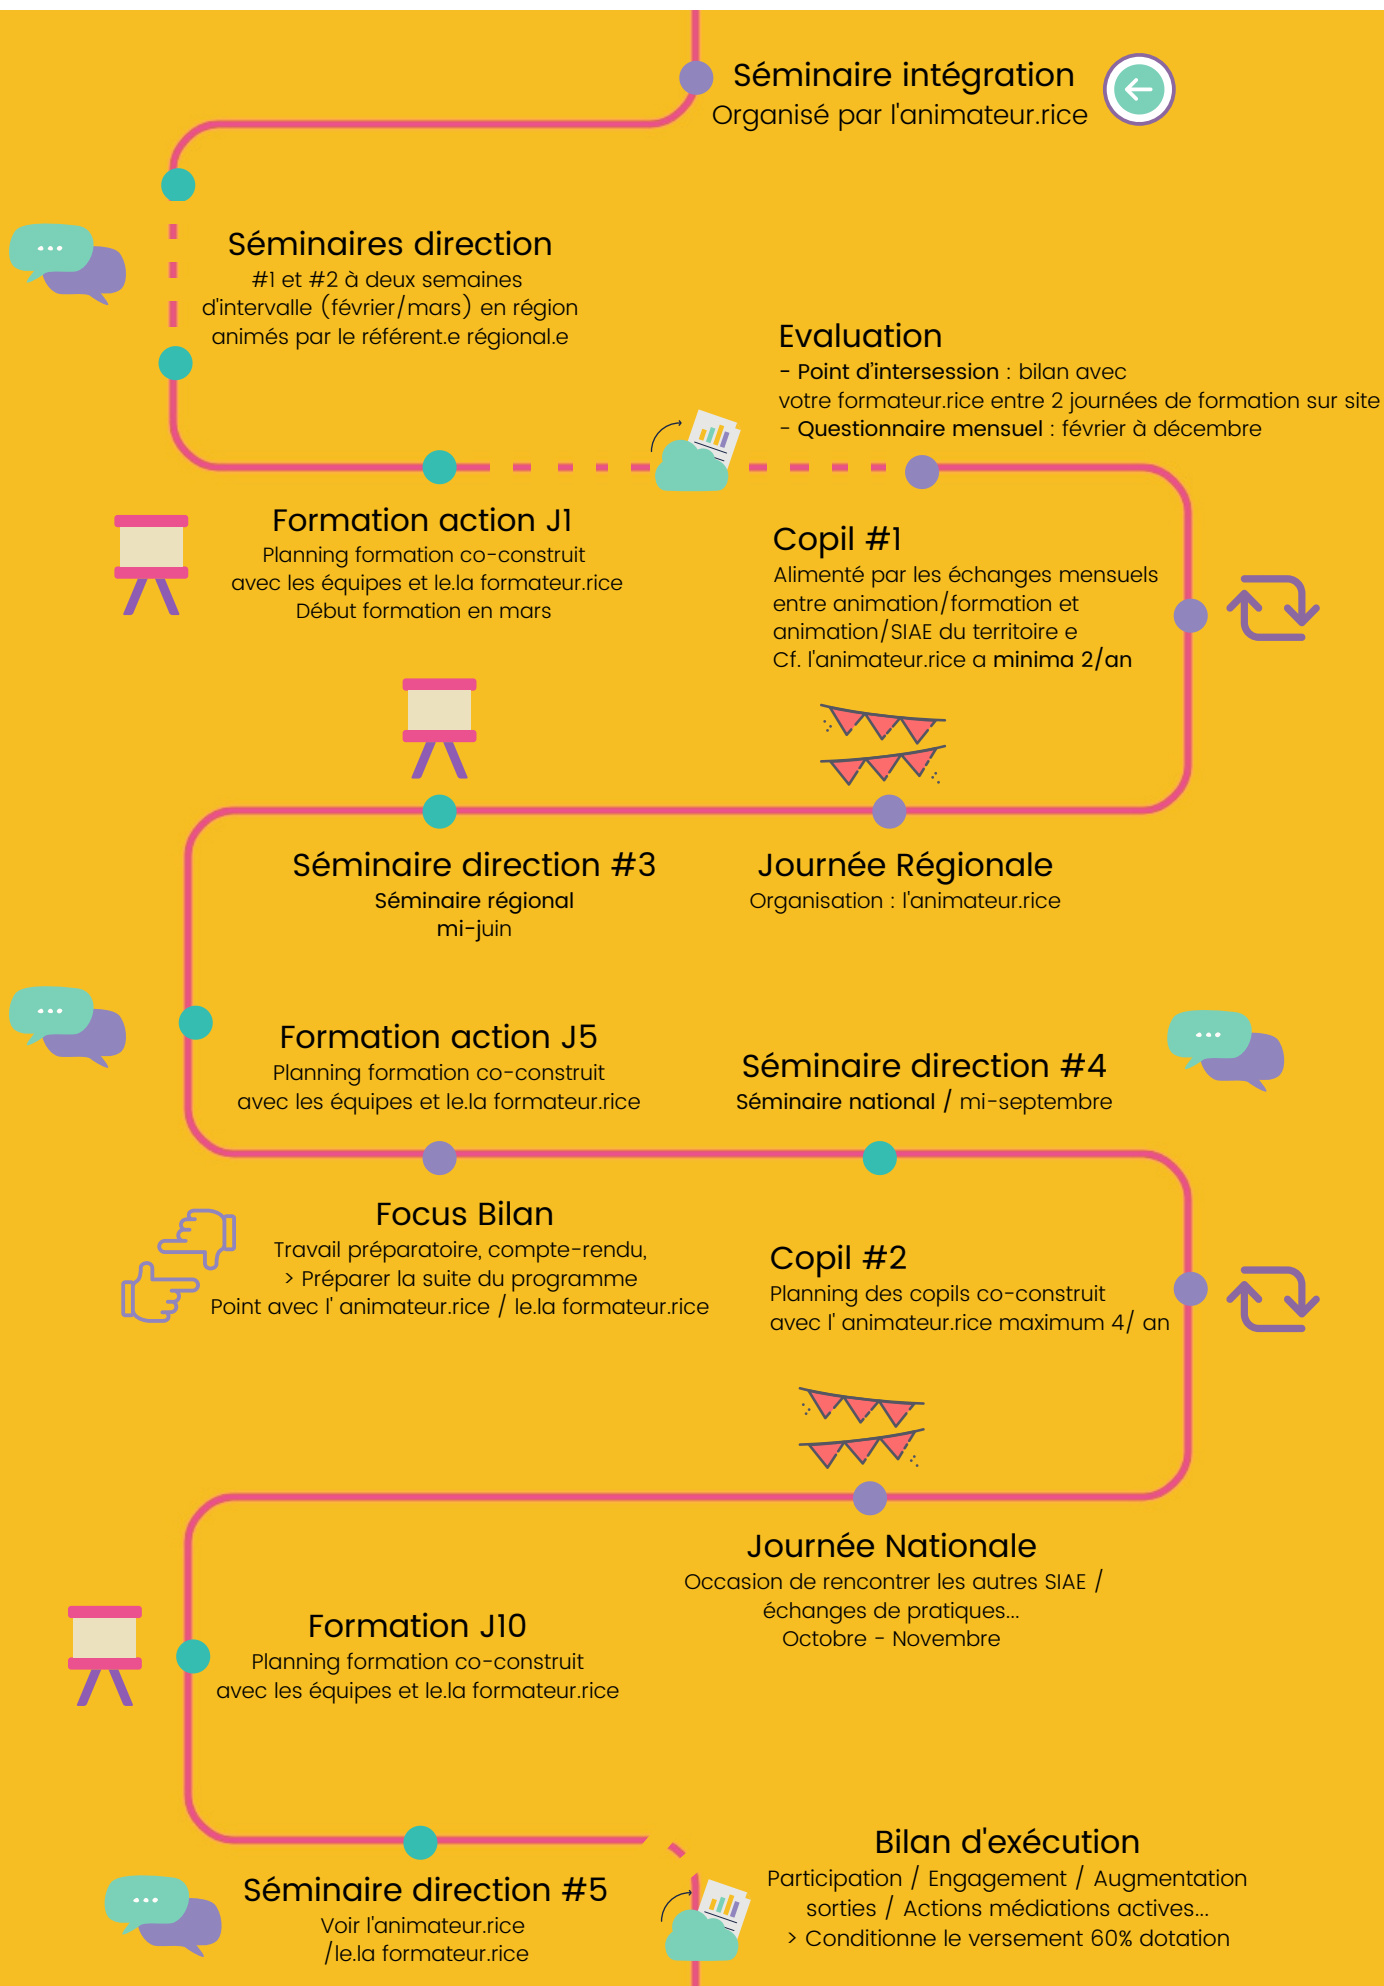 Séminaire intégration
Organisé par l'animateur.rice
Séminaires direction
#1 et #2 à deux semaines
d'intervalle (février/mars) en région
animés par le référent.e régional.e
Evaluation
- Point d'intersession : bilan avec
votre formateur.rice entre 2 journées de formation sur site
- Questionnaire mensuel : février à décembre
Formation action J1
Planning formation co-construit
avec les équipes et le.la formateur.rice
Début formation en mars
Copil #1
Alimenté par les échanges mensuels
entre animation/formation et
animation/SIAE du territoire e
Cf. l'animateur.rice a minima 2/an
Séminaire direction #3
Séminaire régional
mi-juin
Journée Régionale
Organisation : l'animateur.rice
Formation action J5
Planning formation co-construit
avec les équipes et le.la formateur.rice
Séminaire direction #4
Séminaire national / mi-septembre
Focus Bilan
Travail préparatoire, compte-rendu,
> Préparer la suite du programme
Point avec l' animateur.rice / le.la formateur.rice
Copil #2
Planning des copils co-construit
avec l' animateur.rice maximum 4/ an
Journée Nationale
Occasion de rencontrer les autres SIAE /
échanges de pratiques...
Octobre - Novembre
Formation J10
Planning formation co-construit
avec les équipes et le.la formateur.rice
Séminaire direction #5
Voir l'animateur.rice
/le.la formateur.rice
Bilan d'exécution
Participation / Engagement / Augmentation
sorties / Actions médiations actives...
> Conditionne le versement 60% dotation